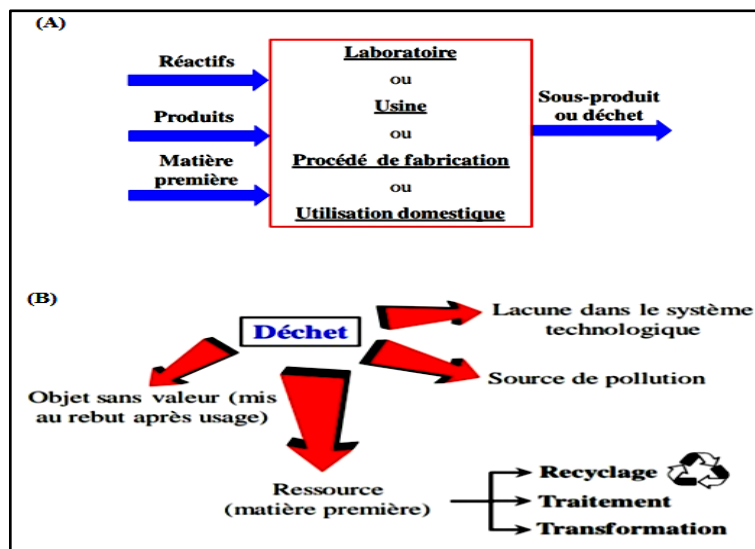 (A)
Réactifs
Produits
Matière
première
Laboratoire
ou
Usine
ou
Procédé de fabrication
ou
Utilisation domestique
Sous-produit
ou déchet
(B)
Déchet
Lacune dans le système
technologique
Source de pollution
Objet sans valeur (mis
au rebut après usage)
Ressource
(matière première)
Recyclage
Traitement
Transformation